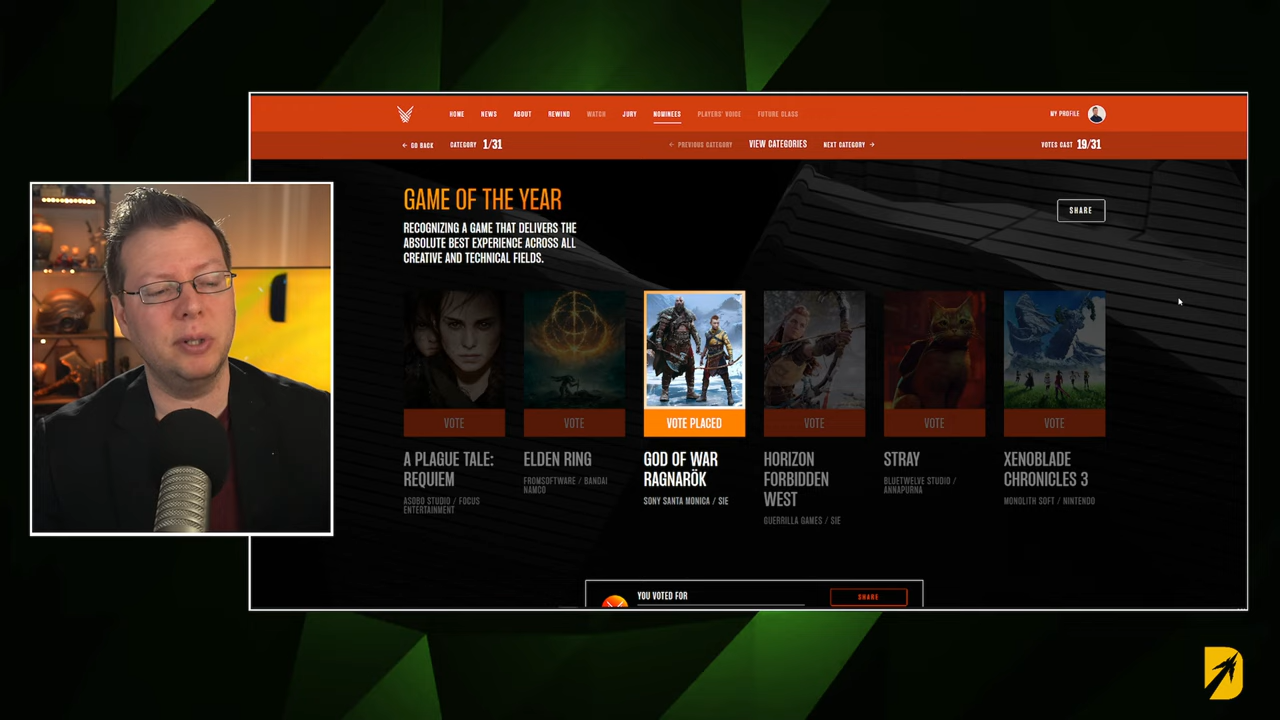 HOME NEWS ABOUT REWIND WATCH JURY NOMINEES PLAYERS' VOICE FUTURE CLASS MY PROFILE
← GO BACK CATEGORY 1/31 ← PREVIOUS CATEGORY VIEW CATEGORIES NEXT CATEGORY → VOTES CAST 19/31
GAME OF THE YEAR
SHARE
RECOGNIZING A GAME THAT DELIVERS THE
ABSOLUTE BEST EXPERIENCE ACROSS ALL
CREATIVE AND TECHNICAL FIELDS.
VOTE
A PLAGUE TALE:
REQUIEM
ASOBO STUDIO / FOCUS
ENTERTAINMENT
VOTE
ELDEN RING
FROMSOFTWARE / BANDAI
NAMCO
VOTE PLACED
GOD OF WAR
RAGNARÖK
SONY SANTA MONICA / SIE
VOTE
HORIZON
FORBIDDEN
WEST
GUERRILLA GAMES / SIE
VOTE
STRAY
BLUETWELVE STUDIO /
ANNAPURNA
VOTE
XENOBLADE
CHRONICLES 3
MONOLITH SOFT / NINTENDO
YOU VOTED FOR
SHARE